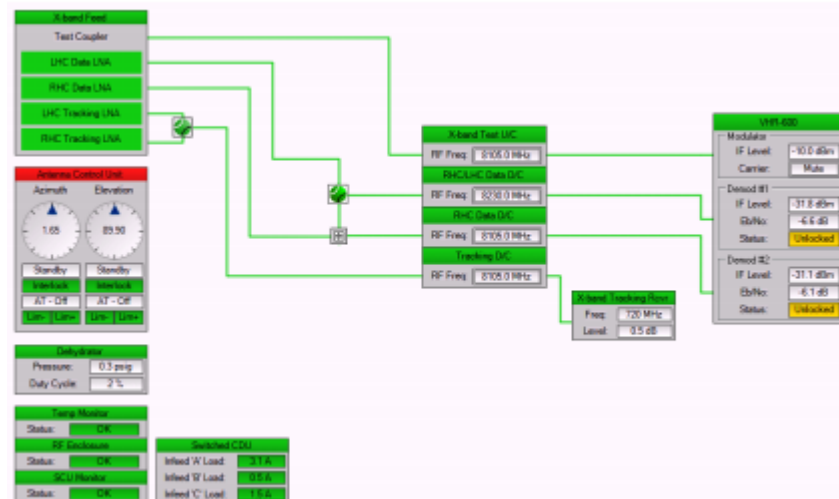 X-band Feed
Test Coupler
LHC Data LNA
RHC Data LNA
LHC Tracking LNA
RHC Tracking LNA
Antenna Control Unit
Azimuth Elevation
1.65 89.90
Standby Standby
Interlock Interlock
AT - Off AT - Off
Lim- Lim+ Lim- Lim+
Dehydrator
Pressure: 0.3 psig
Duty Cycle: 2 %
Temp Monitor
Status: OK
RF Enclosure
Status: OK
SCU Monitor
Status: OK
Switched CDU
Infeed 'A' Load: 3.1 A
Infeed 'B' Load: 0.5 A
Infeed 'C' Load: 1.5 A
X-band Test U/C
RF Freq: 8105.0 MHz
RHC/LHC Data D/C
RF Freq: 8230.0 MHz
RHC Data D/C
RF Freq: 8105.0 MHz
Tracking D/C
RF Freq: 8105.0 MHz
X-band Tracking Rcvr
Freq: 720 MHz
Level: 0.5 dB
VHR-600
Modulator
IF Level: -10.0 dBm
Carrier: Mute
Demod #1
IF Level: -31.8 dBm
Eb/No: -6.6 dB
Status: Unlocked
Demod #2
IF Level: -31.1 dBm
Eb/No: -6.1 dB
Status: Unlocked